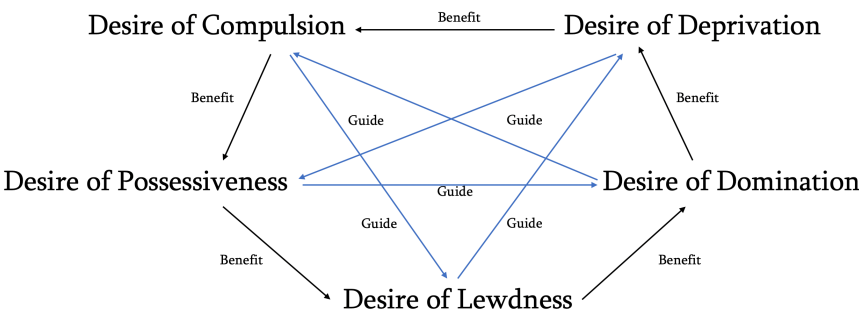 Desire of Compulsion
Benefit
Desire of Deprivation
Benefit
Benefit
Guide
Guide
Desire of Possessiveness
Guide
Desire of Domination
Guide
Guide
Benefit
Benefit
Desire of Lewdness